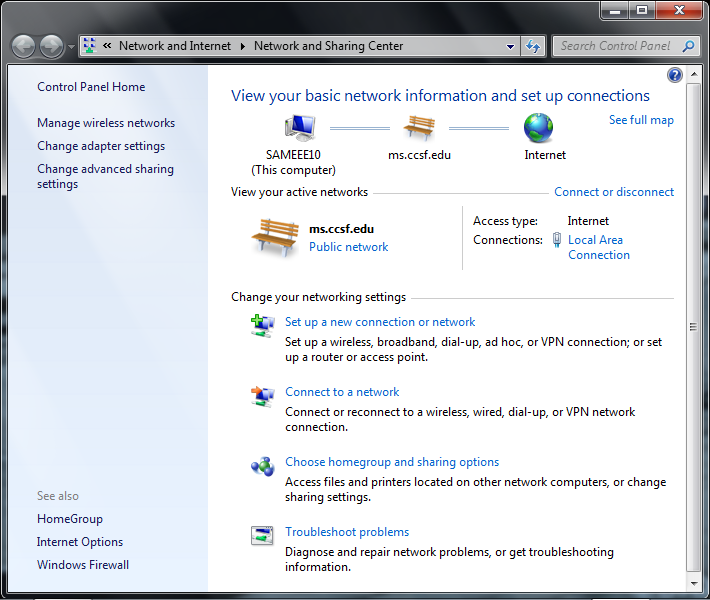 « Network and Internet ▸ Network and Sharing Center
Search Control Panel
Control Panel Home
Manage wireless networks
Change adapter settings
Change advanced sharing
settings
See also
HomeGroup
Internet Options
Windows Firewall
View your basic network information and set up connections
See full map
SAMEEE10
(This computer)
ms.ccsf.edu
Internet
View your active networks
Connect or disconnect
ms.ccsf.edu
Public network
Access type: Internet
Connections: Local Area
Connection
Change your networking settings
Set up a new connection or network
Set up a wireless, broadband, dial-up, ad hoc, or VPN connection; or set
up a router or access point.
Connect to a network
Connect or reconnect to a wireless, wired, dial-up, or VPN network
connection.
Choose homegroup and sharing options
Access files and printers located on other network computers, or change
sharing settings.
Troubleshoot problems
Diagnose and repair network problems, or get troubleshooting
information.